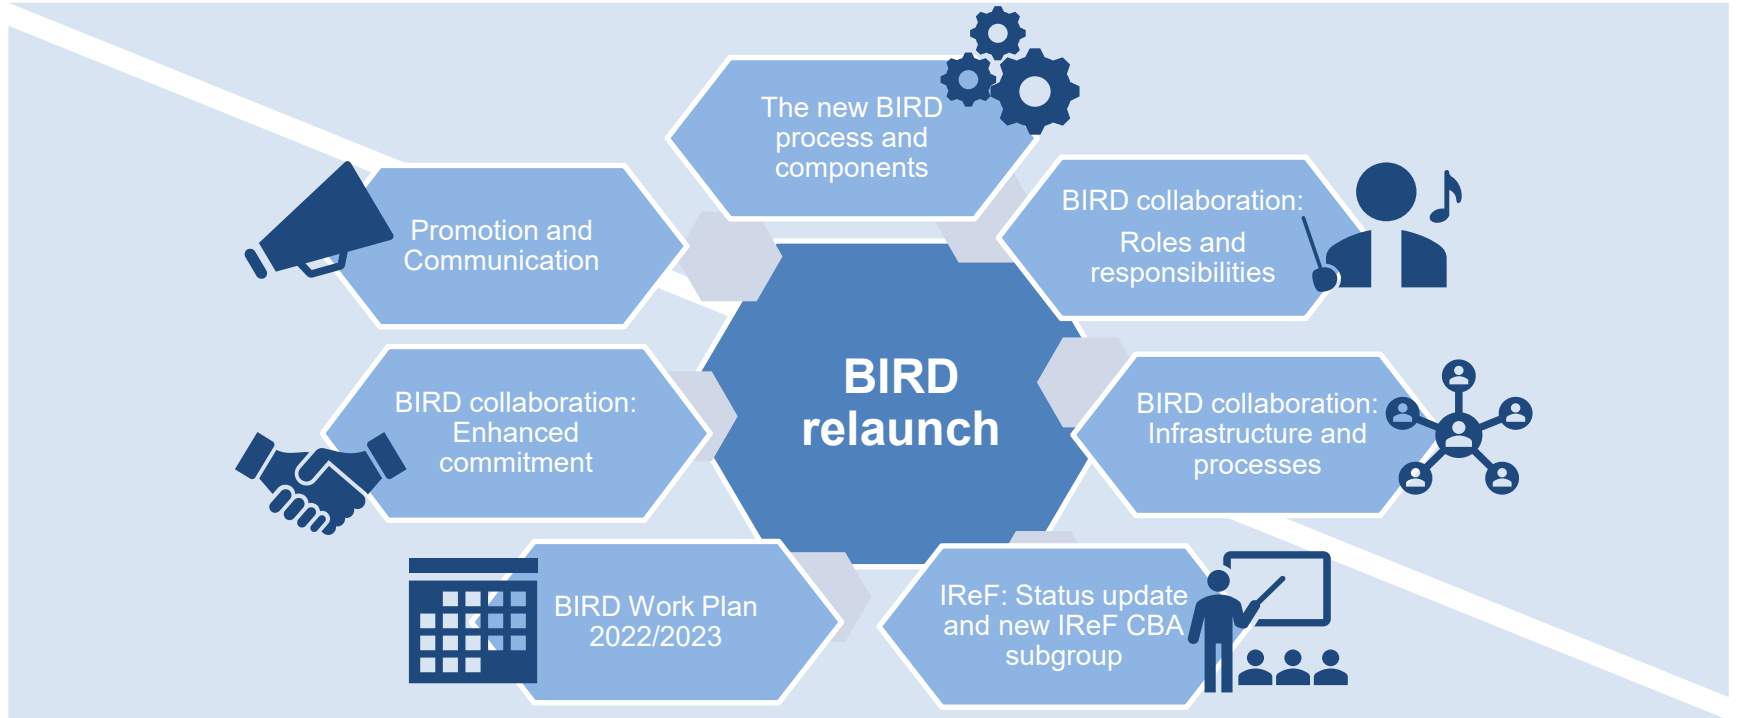 The new BIRD
process and
components
BIRD collaboration:
Roles and
responsibilities
Promotion and
Communication
BIRD
relaunch
BIRD collaboration:
Enhanced
commitment
BIRD collaboration:
Infrastructure and
processes
BIRD Work Plan
2022/2023
IReF: Status update
and new IReF CBA
subgroup